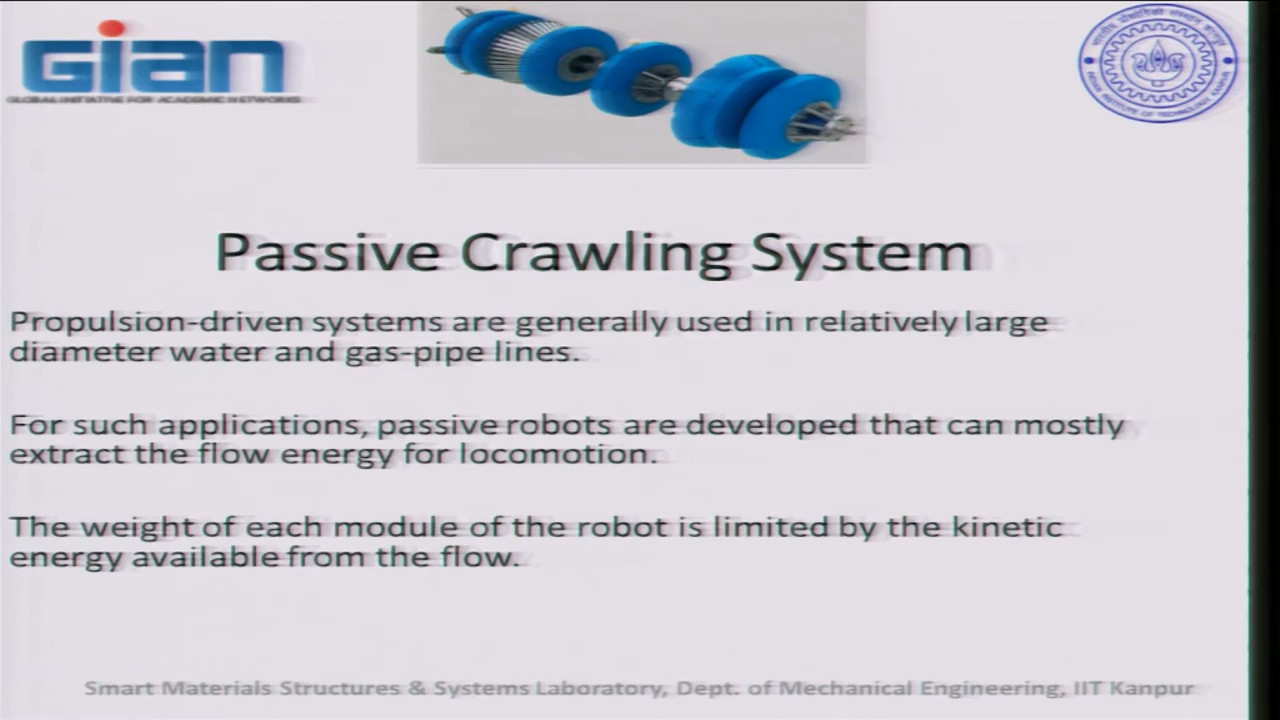 Gian
GLOBAL INITIATIVE FOR ACADEMIC NETWORKS
Passive Crawling System
Propulsion-driven systems are generally used in relatively large
diameter water and gas-pipe lines.
For such applications, passive robots are developed that can mostly
extract the flow energy for locomotion.
The weight of each module of the robot is limited by the kinetic
energy available from the flow.
Smart Materials Structures & Systems Laboratory, Dept. of Mechanical Engineering, IIT Kanpur